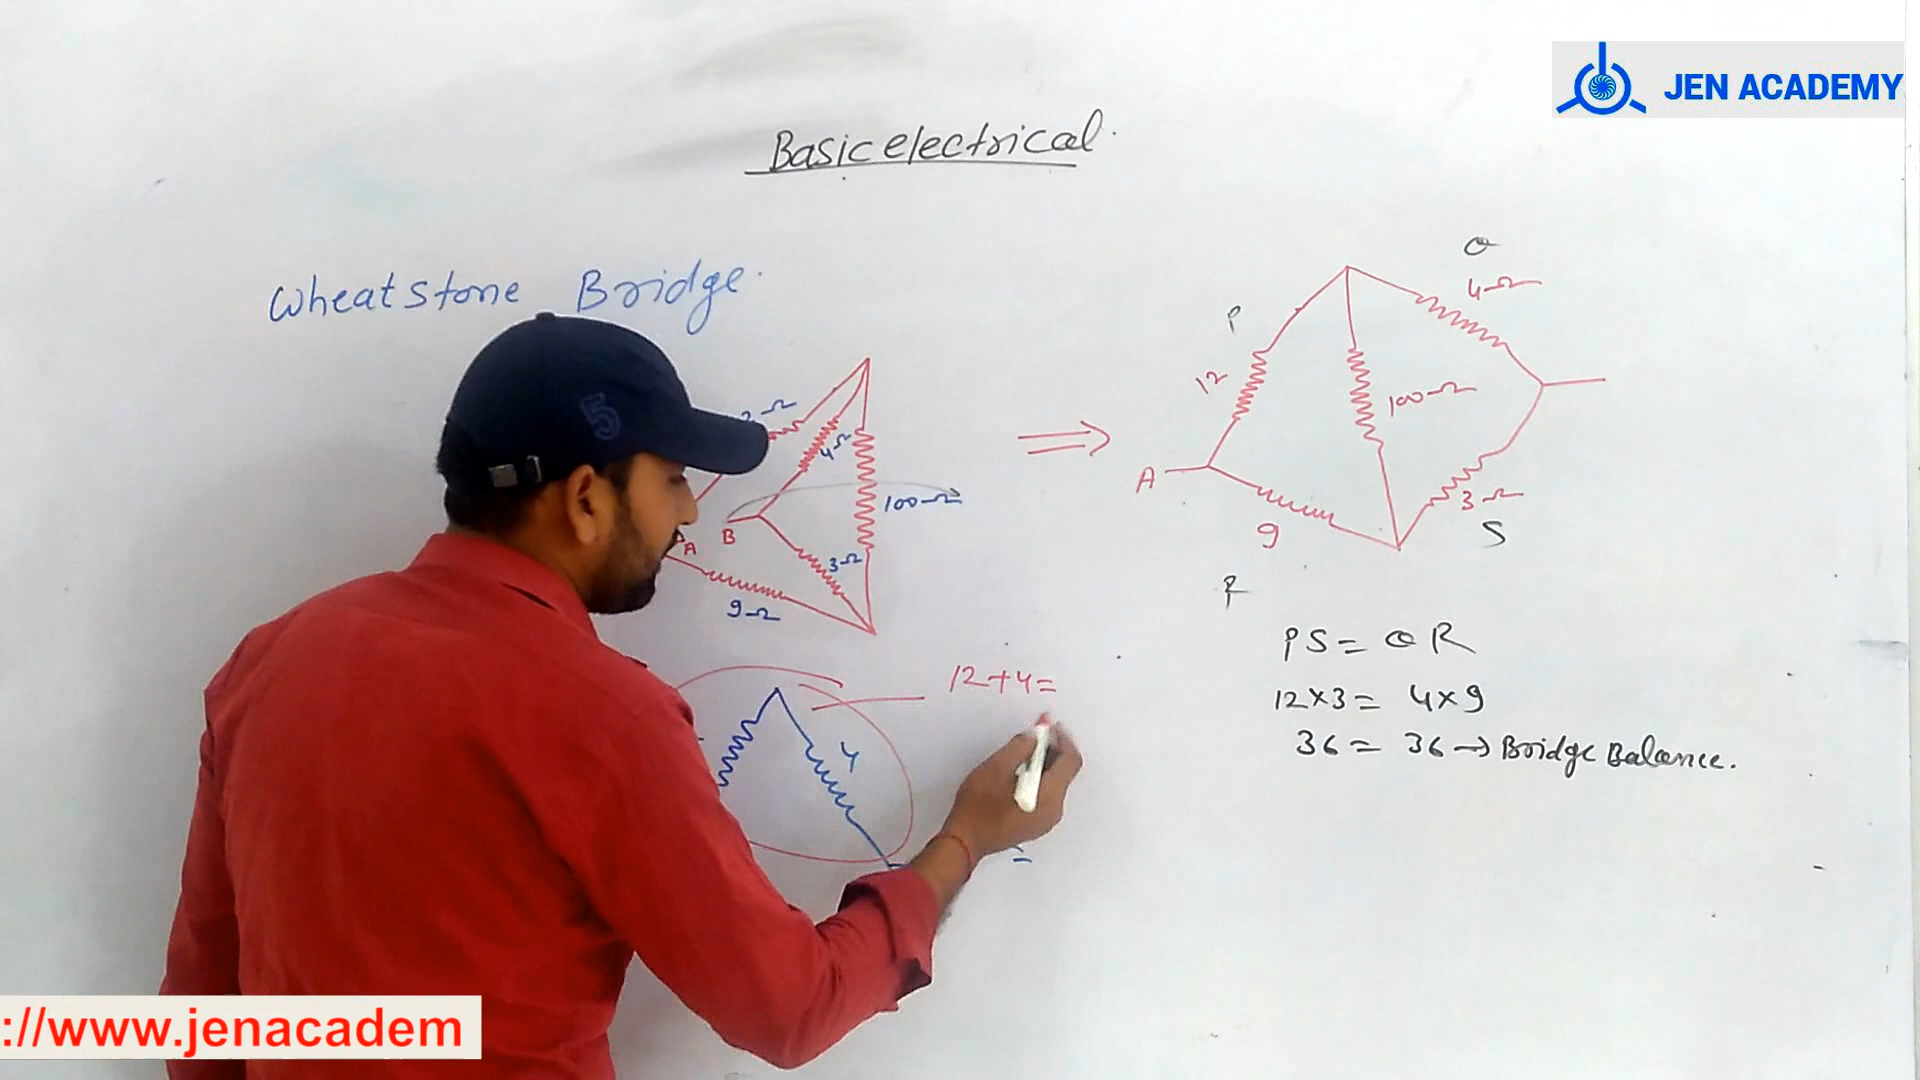 JEN ACADEMY
Basic electrical.
Wheatstone Bridge.
4Ω
100Ω
A B
3Ω
9Ω
Q
4Ω
P
12
100Ω
A
3Ω
9
S
R
PS = QR
12×3 = 4×9
36 = 36 → Bridge Balance.
12+4=
4
=
://www.jenacadem
5